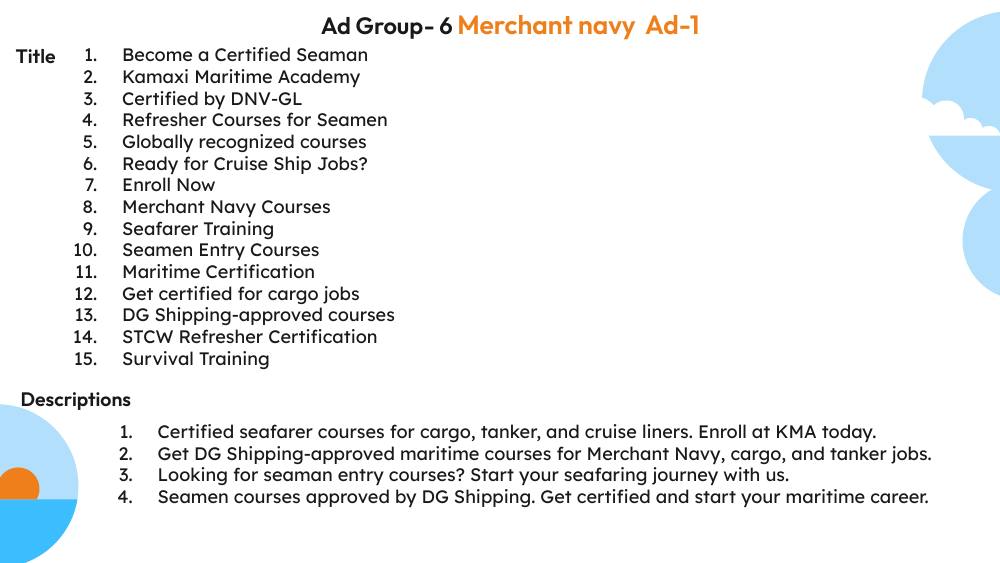 Ad Group- 6 Merchant navy Ad-1
Title
1. Become a Certified Seaman
2. Kamaxi Maritime Academy
3. Certified by DNV-GL
4. Refresher Courses for Seamen
5. Globally recognized courses
6. Ready for Cruise Ship Jobs?
7. Enroll Now
8. Merchant Navy Courses
9. Seafarer Training
10. Seamen Entry Courses
11. Maritime Certification
12. Get certified for cargo jobs
13. DG Shipping-approved courses
14. STCW Refresher Certification
15. Survival Training
Descriptions
1. Certified seafarer courses for cargo, tanker, and cruise liners. Enroll at KMA today.
2. Get DG Shipping-approved maritime courses for Merchant Navy, cargo, and tanker jobs.
3. Looking for seaman entry courses? Start your seafaring journey with us.
4. Seamen courses approved by DG Shipping. Get certified and start your maritime career.